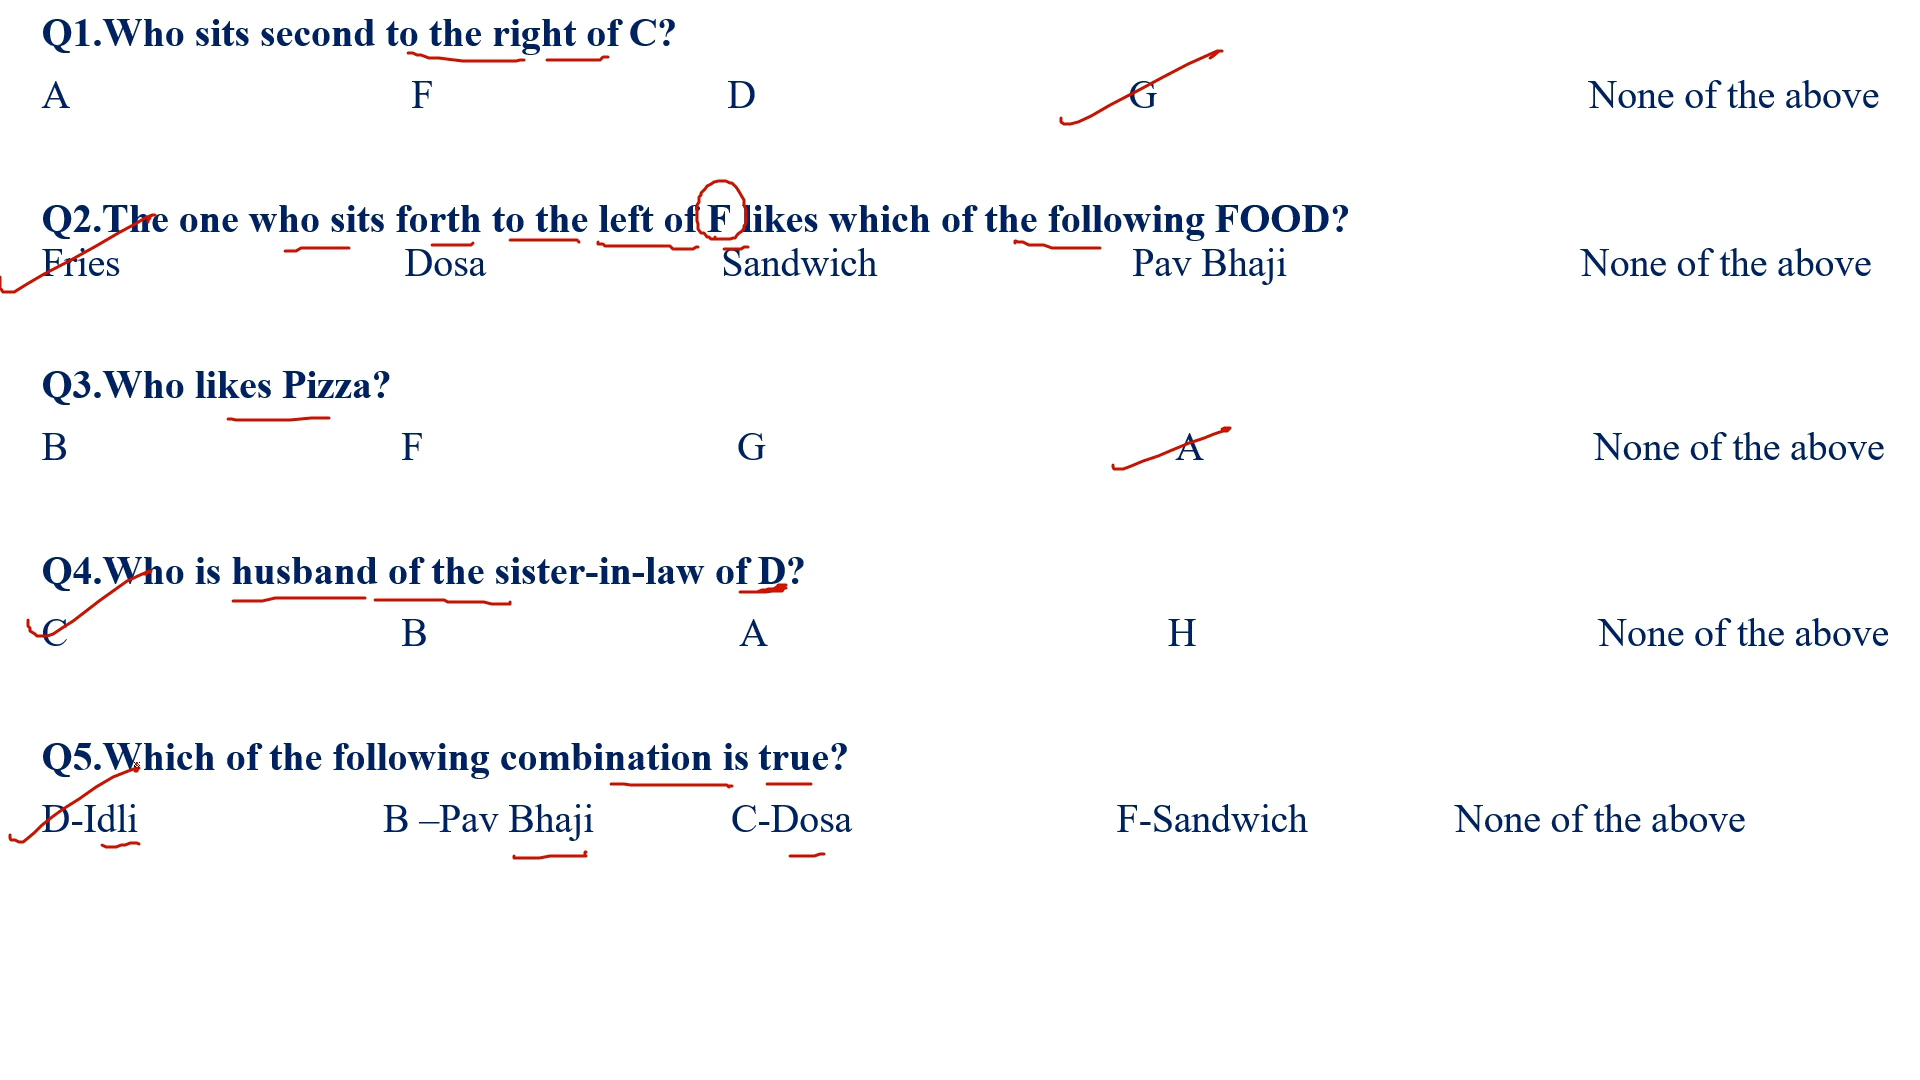 Q1.Who sits second to the right of C?
A F D G None of the above
Q2.The one who sits forth to the left of F likes which of the following FOOD?
Fries Dosa Sandwich Pav Bhaji None of the above
Q3.Who likes Pizza?
B F G A None of the above
Q4.Who is husband of the sister-in-law of D?
C B A H None of the above
Q5.Which of the following combination is true?
D-Idli B –Pav Bhaji C-Dosa F-Sandwich None of the above